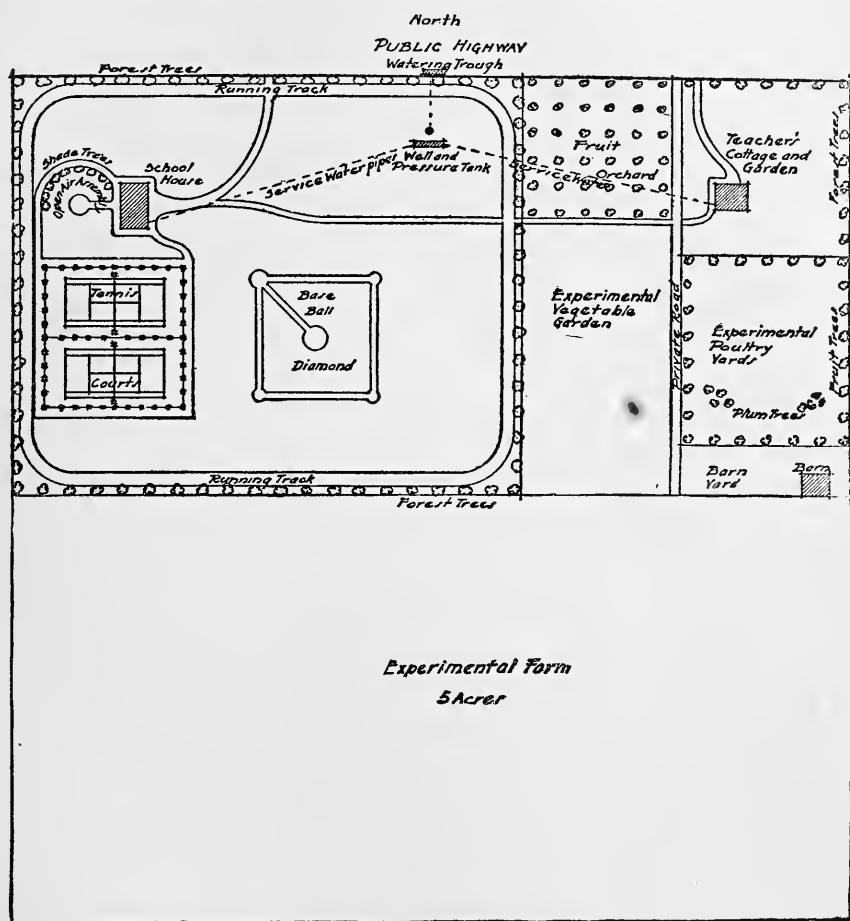 North
PUBLIC HIGHWAY
Watering Trough
Forest Trees
Running Track
Shade Trees
School
House
Open Air Assembly
Service Water pipes
Well and
Pressure Tank
Service Water
Fruit
Orchard
Teacher's
Cottage and
Garden
Forest Trees
Tennis
Courts
Base
Ball
Diamond
Experimental
Vegetable
Garden
Private Road
Experimental
Poultry
Yards
Fruit Trees
Plum Trees
Barn
Yard
Barn
Running Track
Forest Trees
Experimental Farm
5 Acres